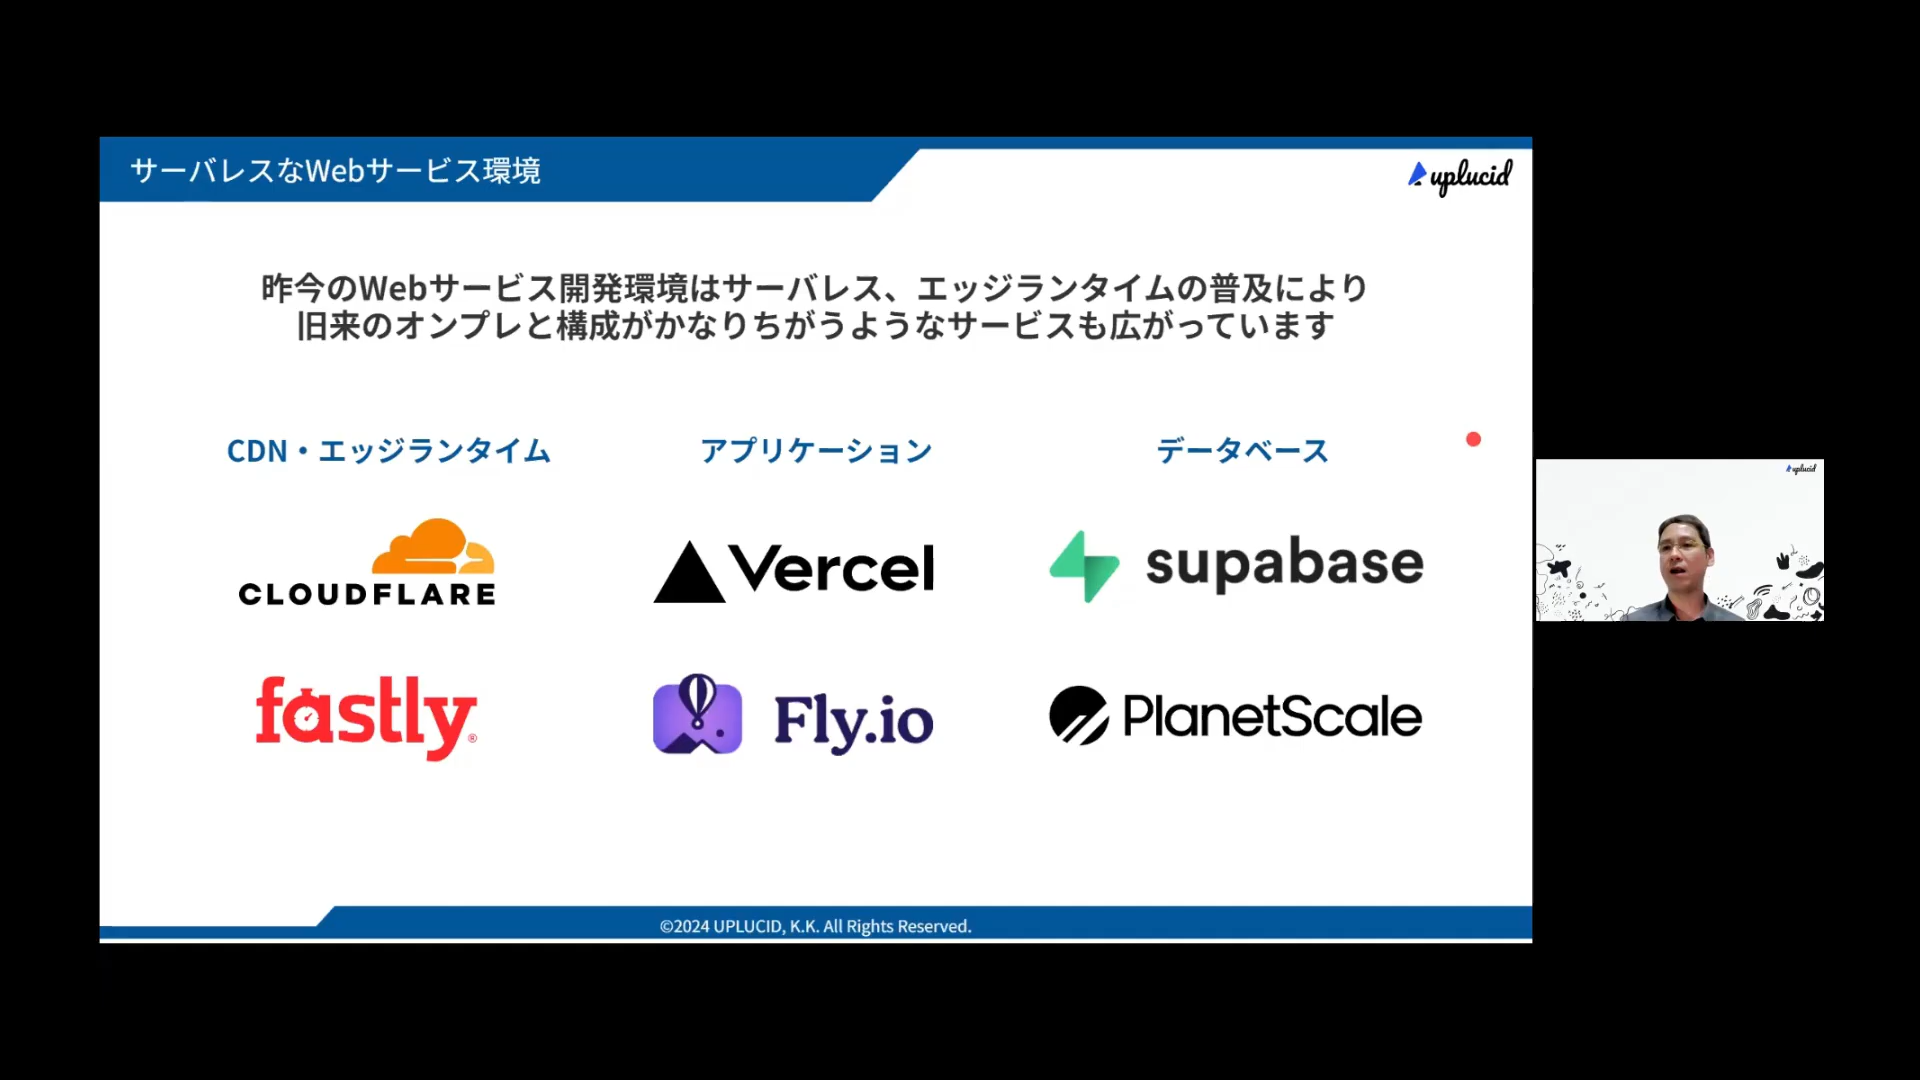 サーバレスなWebサービス環境
uplucid
昨今のWebサービス開発環境はサーバレス、エッジランタイムの普及により
旧来のオンプレと構成がかなりちがうようなサービスも広がっています
CDN・エッジランタイム
アプリケーション
データベース
CLOUDFLARE
Vercel
supabase
fastly®
Fly.io
PlanetScale
©2024 UPLUCID, K.K. All Rights Reserved.
uplucid